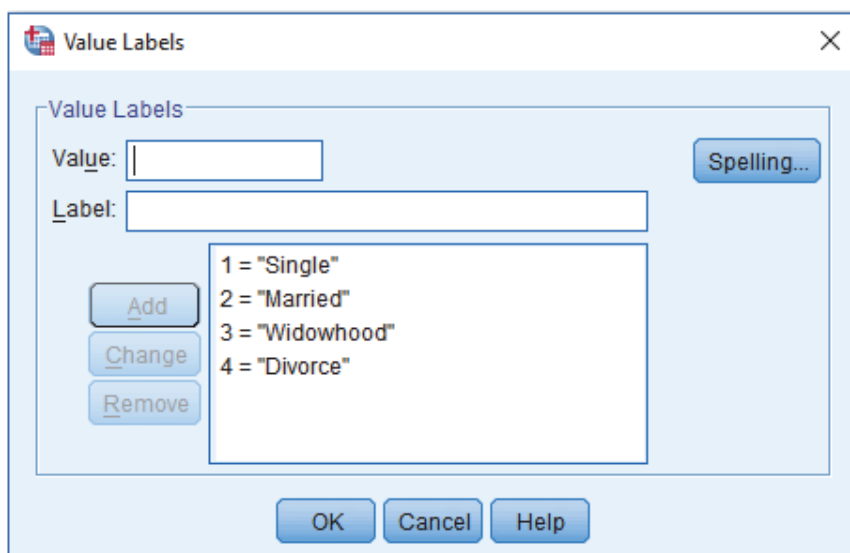 Value Labels
Value Labels
Value:
Spelling...
Label:
1 = "Single"
2 = "Married"
3 = "Widowhood"
4 = "Divorce"
Add
Change
Remove
OK Cancel Help